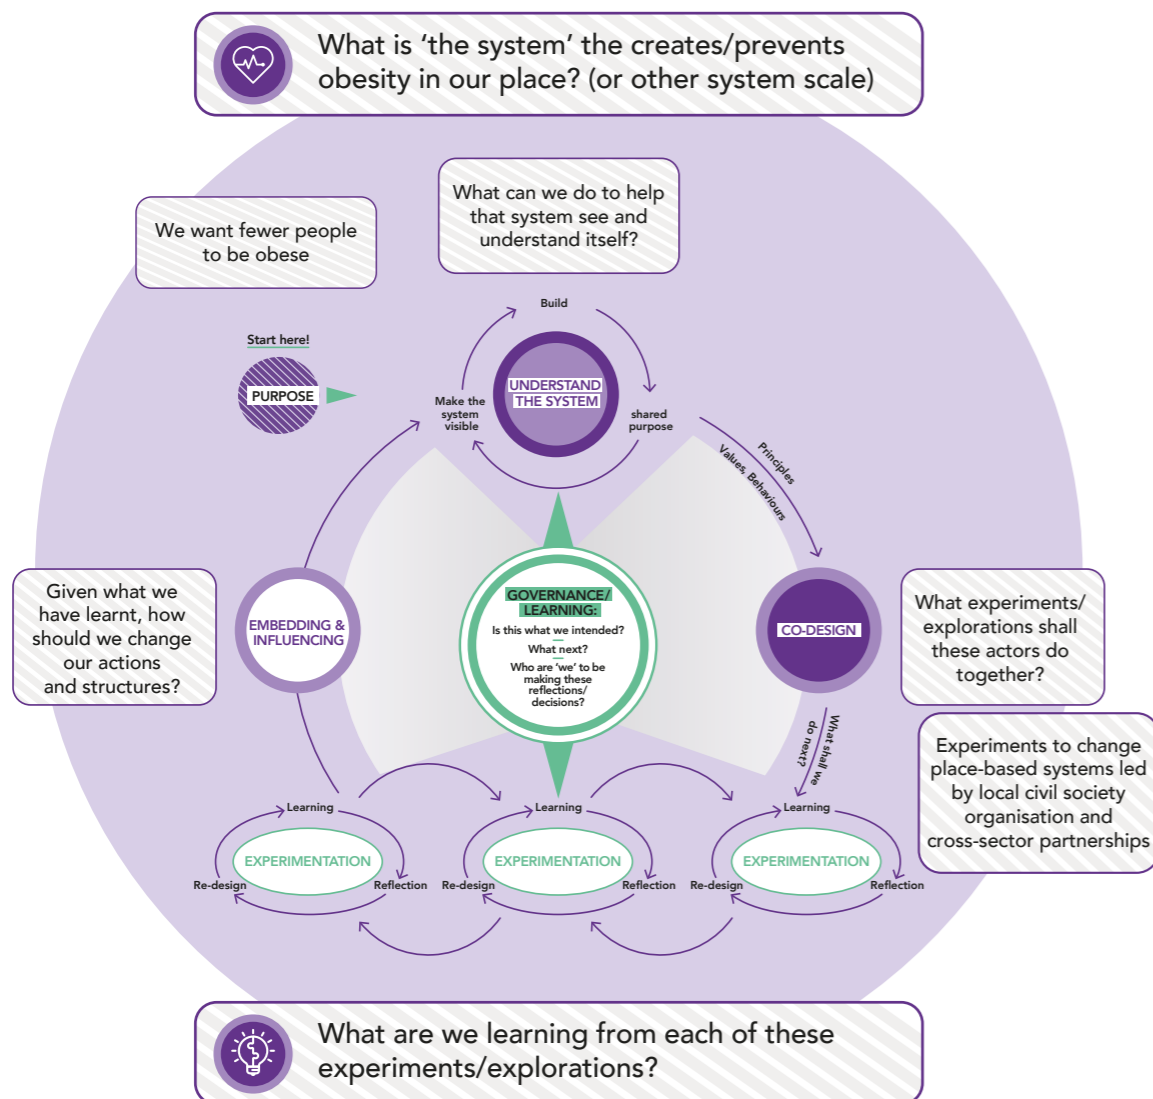 What is ‘the system’ the creates/prevents
obesity in our place? (or other system scale)
We want fewer people
to be obese
What can we do to help
that system see and
understand itself?
Start here!
PURPOSE
Build
UNDERSTAND
THE SYSTEM
Make the
system
visible
shared
purpose
Principles
Values, Behaviours
Given what we
have learnt, how
should we change
our actions
and structures?
EMBEDDING &
INFLUENCING
GOVERNANCE/
LEARNING:
Is this what we intended?
What next?
Who are ‘we’ to be
making these
reflections/
decisions?
CO-DESIGN
What experiments/
explorations shall
these actors do
together?
What shall we
do next?
Experiments to change
place-based systems led
by local civil society
organisation and
cross-sector partnerships
Learning
EXPERIMENTATION
Re-design
Reflection
Learning
EXPERIMENTATION
Re-design
Reflection
Learning
EXPERIMENTATION
Re-design
Reflection
What are we learning from each of these
experiments/explorations?